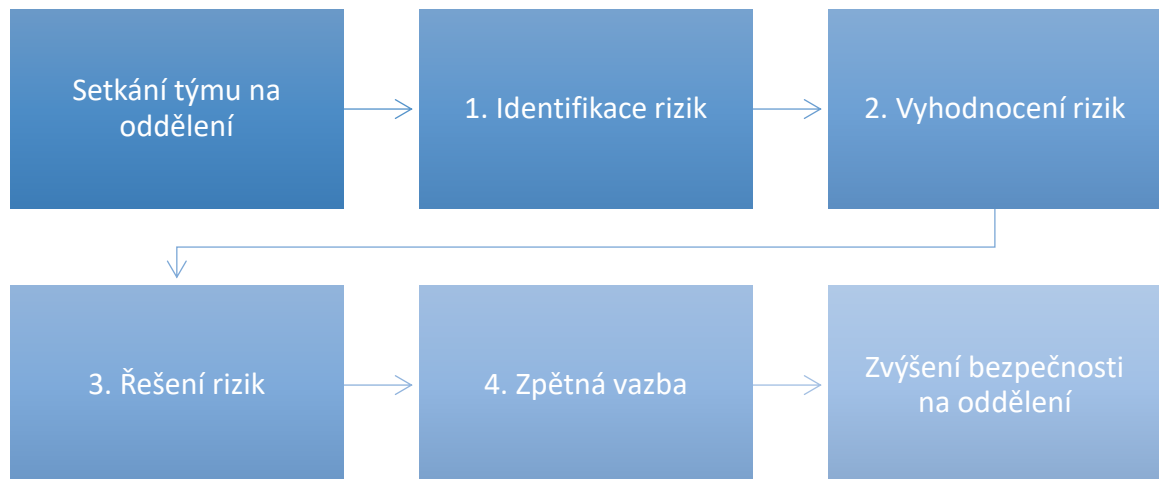 Setkání týmu na
oddělení
1. Identifikace rizik
2. Vyhodnocení rizik
3. Řešení rizik
4. Zpětná vazba
Zvýšení bezpečnosti
na oddělení